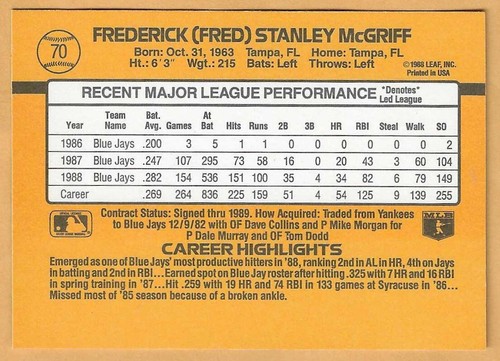 70
FREDERICK (FRED) STANLEY McGRIFF
Born: Oct. 31, 1963 Tampa, FL Home: Tampa, FL
Ht.: 6'3" Wgt.: 215 Bats: Left Throws: Left
©1988 LEAF, INC.
Printed in USA
RECENT MAJOR LEAGUE PERFORMANCE *Denotes Led League
Year Team Name Bat. Avg. Games At Bat Hits Runs 2B 3B HR RBI Steal Walk SO
1986 Blue Jays .200 3 5 1 1 0 0 0 0 0 0 2
1987 Blue Jays .247 107 295 73 58 16 0 20 43 3 60 104
1988 Blue Jays .282 154 536 151 100 35 4 34 82 6 79 149
Career .269 264 836 225 159 51 4 54 125 9 139 255
Contract Status: Signed thru 1989. How Acquired: Traded from Yankees
to Blue Jays 12/9/82 with OF Dave Collins and P Mike Morgan for
P Dale Murray and OF Tom Dodd
MLB
CAREER HIGHLIGHTS
Emerged as one of Blue Jays' most productive hitters in '88, ranking 2nd in AL in HR, 4th on Jays
in batting and 2nd in RBI...Earned spot on Blue Jay roster after hitting .325 with 7 HR and 16 RBI
in spring training in '87...Hit .259 with 19 HR and 74 RBI in 133 games at Syracuse in '86...
Missed most of '85 season because of a broken ankle.